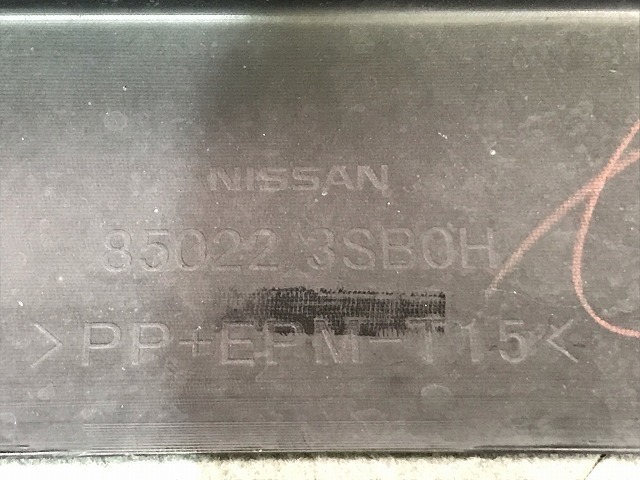 NISSAN
85022 3SB0H
>PP+EPM-T15<